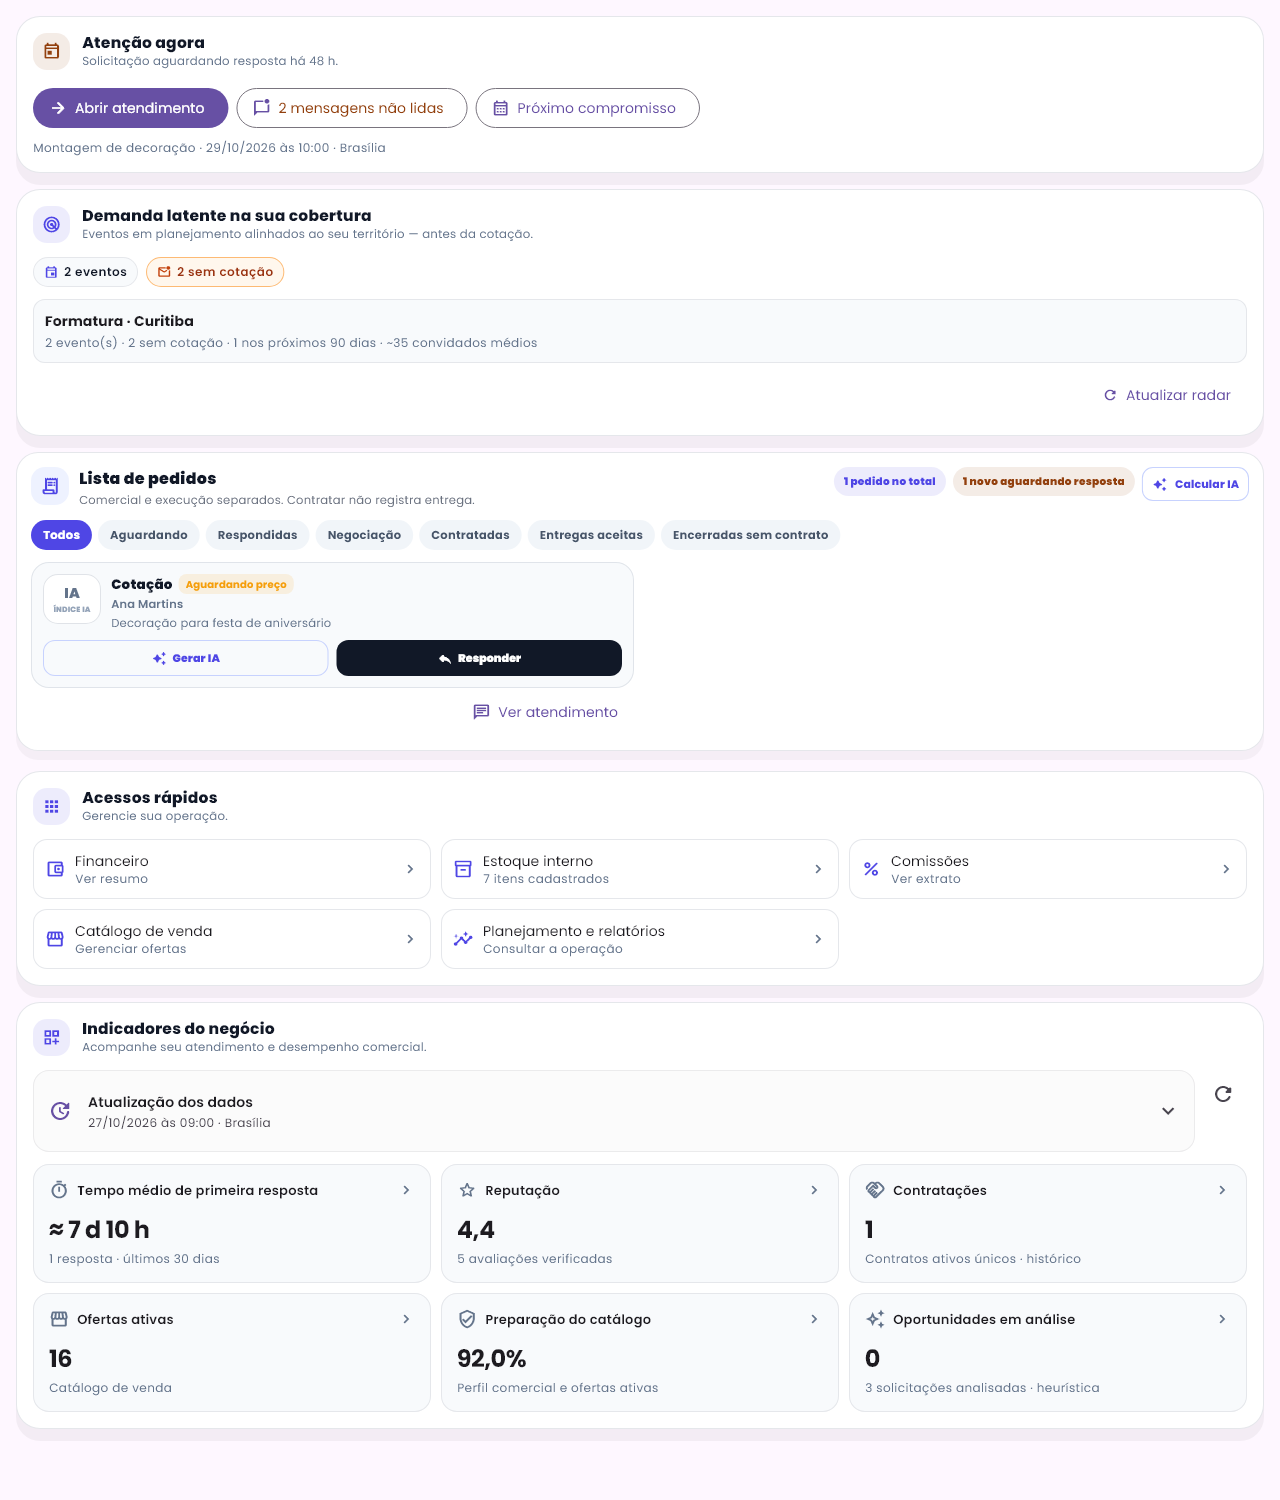 Atenção agora
Solicitação aguardando resposta há 48 h.
Abrir atendimento
2 mensagens não lidas
Próximo compromisso
Montagem de decoração · 29/10/2026 às 10:00 · Brasília
Demanda latente na sua cobertura
Eventos em planejamento alinhados ao seu território — antes da cotação.
2 eventos
2 sem cotação
Formatura · Curitiba
2 evento(s) · 2 sem cotação · 1 nos próximos 90 dias · ~35 convidados médios
Atualizar radar
Lista de pedidos
Comercial e execução separados. Contratar não registra entrega.
1 pedido no total
1 novo aguardando resposta
Calcular IA
Todos
Aguardando
Respondidas
Negociação
Contratadas
Entregas aceitas
Encerradas sem contrato
IA
ÍNDICE IA
Cotação
Aguardando preço
Ana Martins
Decoração para festa de aniversário
Gerar IA
Responder
Ver atendimento
Acessos rápidos
Gerencie sua operação.
Financeiro
Ver resumo
Estoque interno
7 itens cadastrados
Comissões
Ver extrato
Catálogo de venda
Gerenciar ofertas
Planejamento e relatórios
Consultar a operação
Indicadores do negócio
Acompanhe seu atendimento e desempenho comercial.
Atualização dos dados
27/10/2026 às 09:00 · Brasília
Tempo médio de primeira resposta
≈ 7 d 10 h
1 resposta · últimos 30 dias
Reputação
4,4
5 avaliações verificadas
Contratações
1
Contratos ativos únicos · histórico
Ofertas ativas
16
Catálogo de venda
Preparação do catálogo
92,0%
Perfil comercial e ofertas ativas
Oportunidades em análise
0
3 solicitações analisadas · heurística